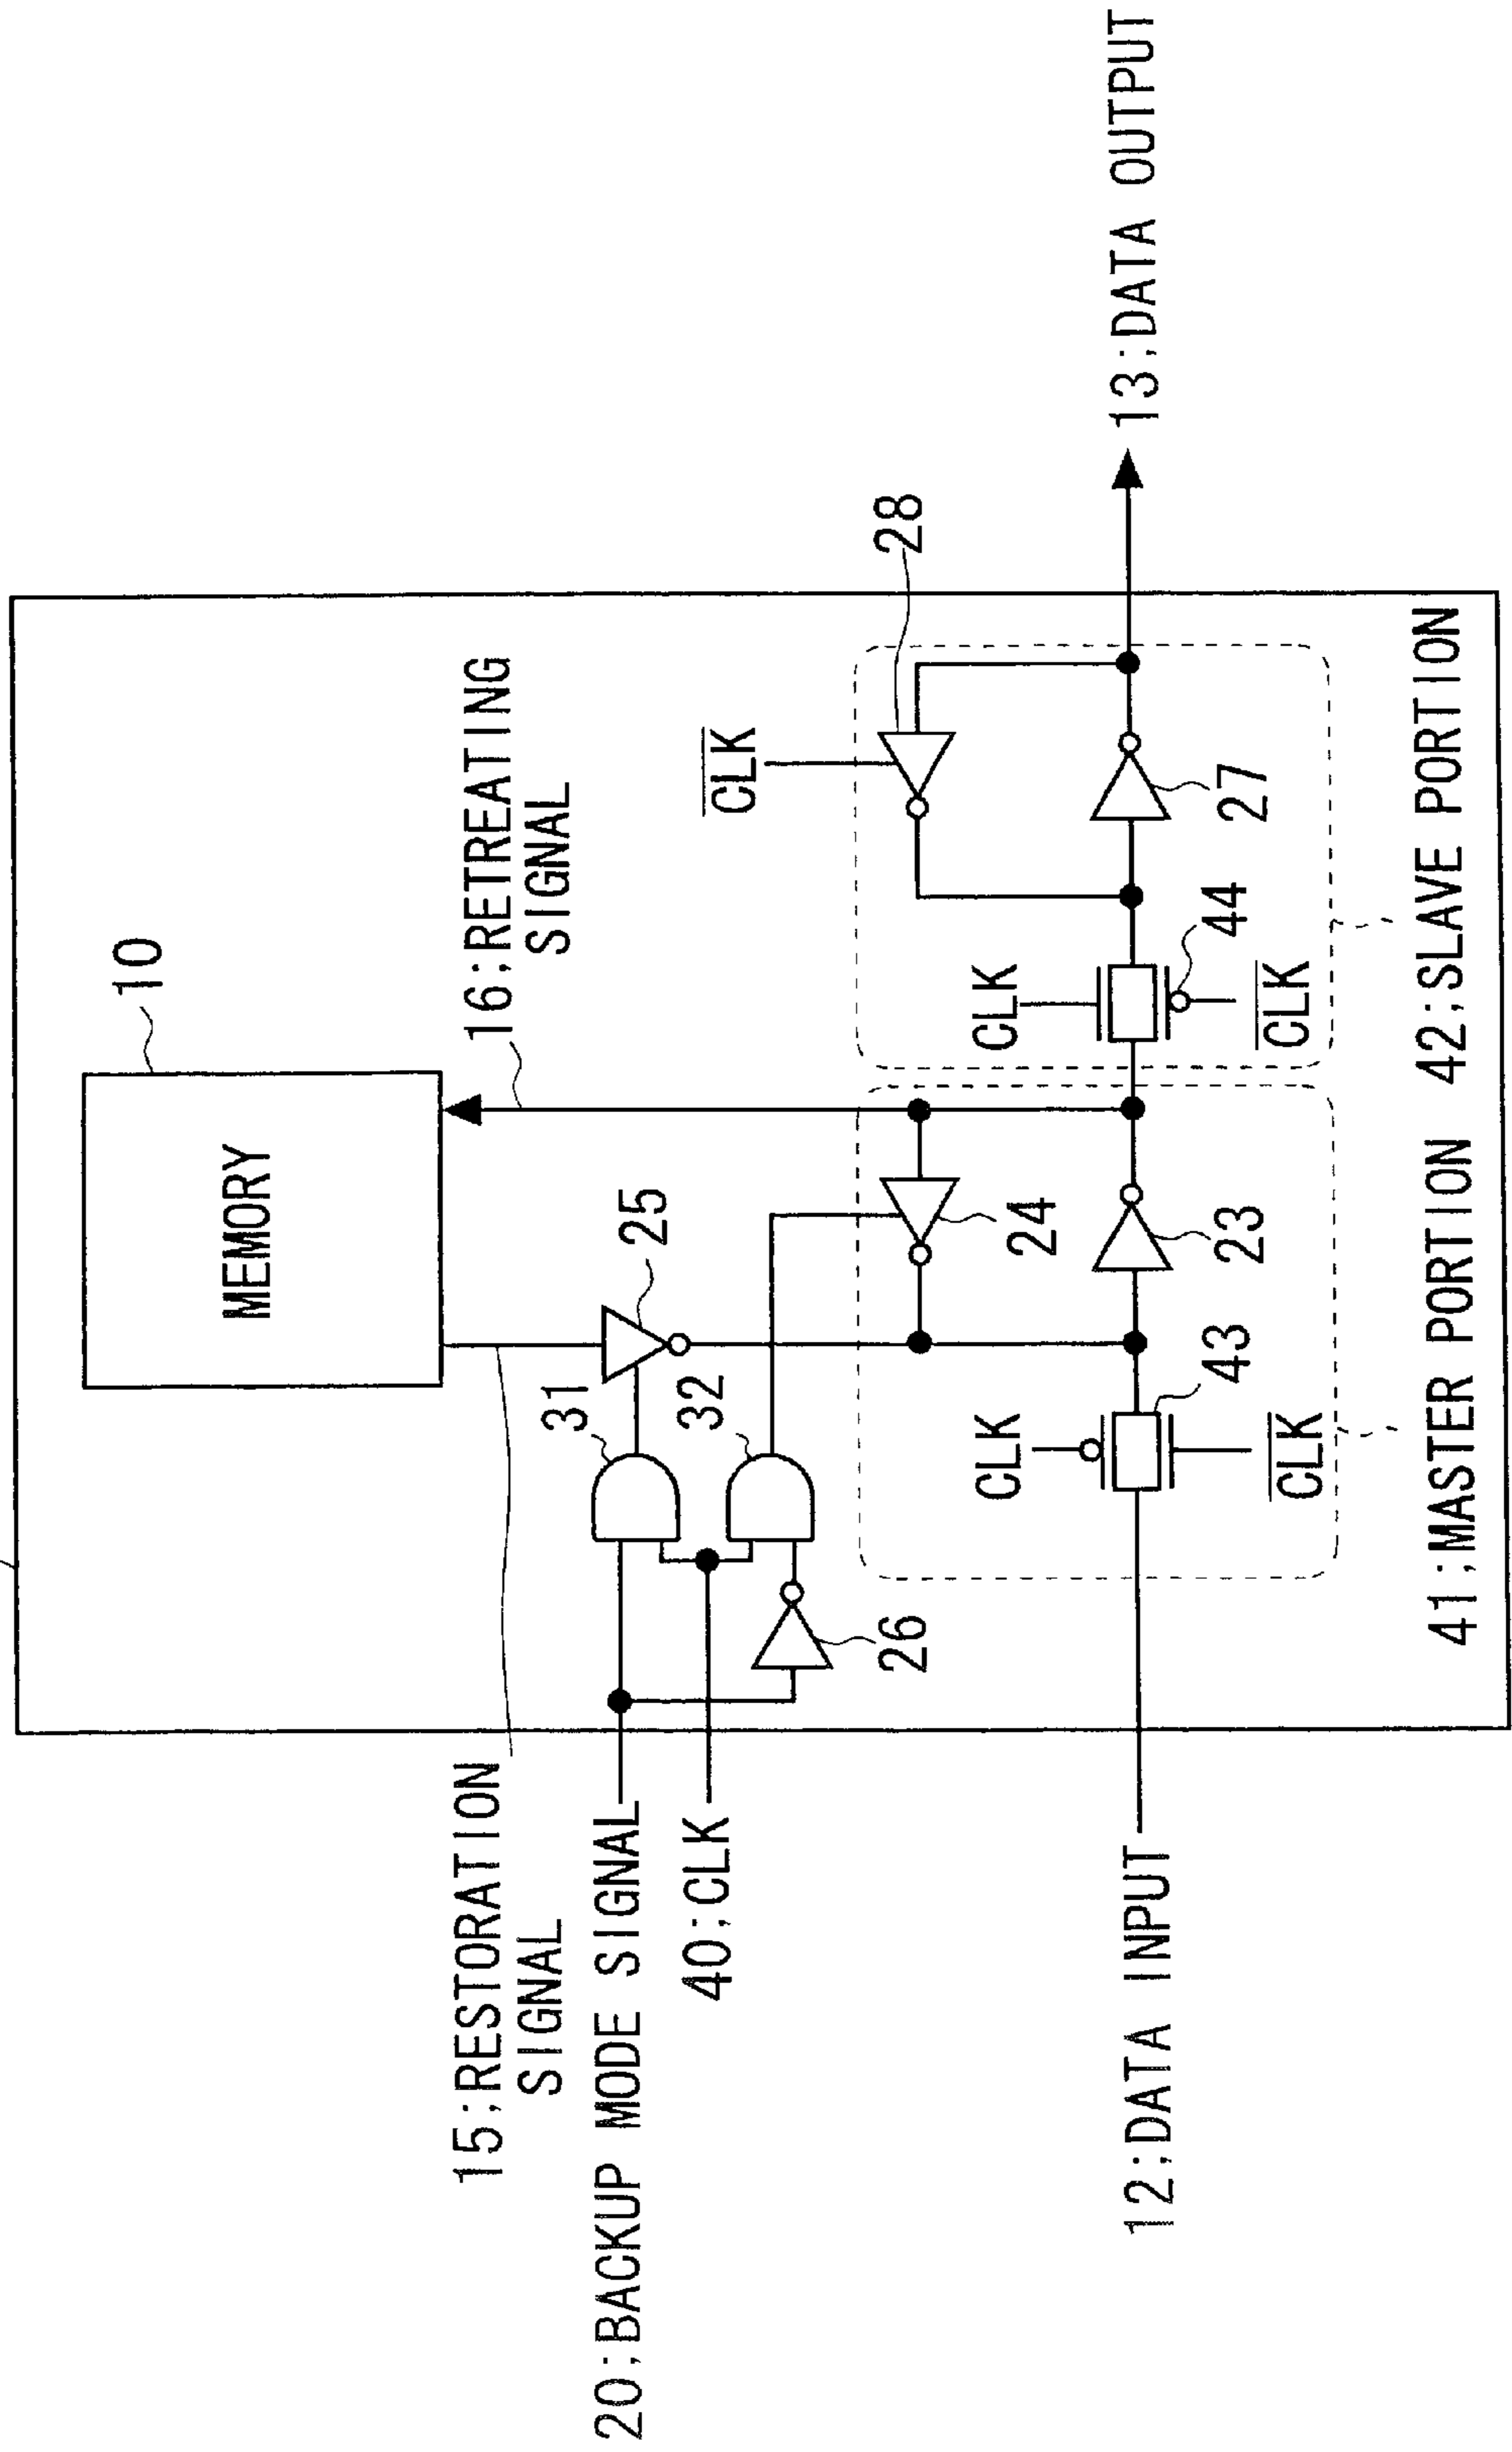 10
MEMORY
16;RETREATING
SIGNAL
15;RESTORATION
SIGNAL
25
31
20;BACKUP MODE SIGNAL
32
40;CLK
26
24
CLK
28
CLK
CLK
23
43
44
27
12;DATA INPUT
13;DATA OUTPUT
CLK
CLK
41;MASTER PORTION
42;SLAVE PORTION